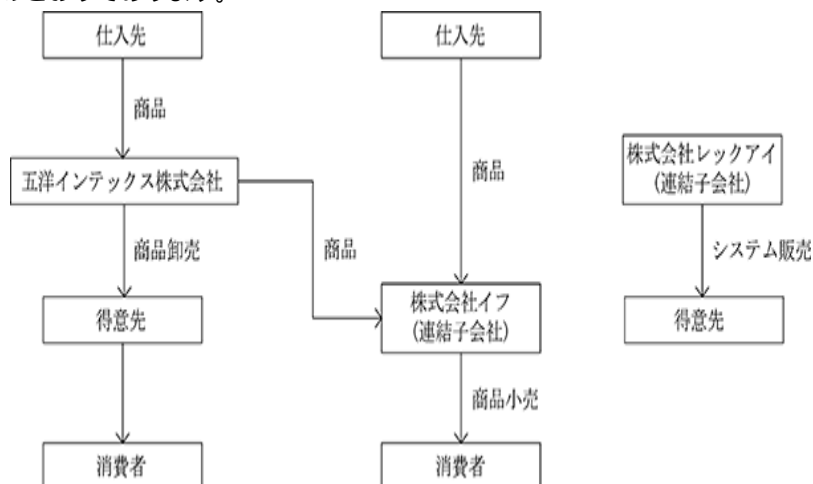 仕入先
仕入先
商品
五洋インテックス株式会社
商品
株式会社レックアイ
(連結子会社)
商品卸売
商品
システム販売
得意先
株式会社イフ
(連結子会社)
得意先
商品小売
消費者
消費者